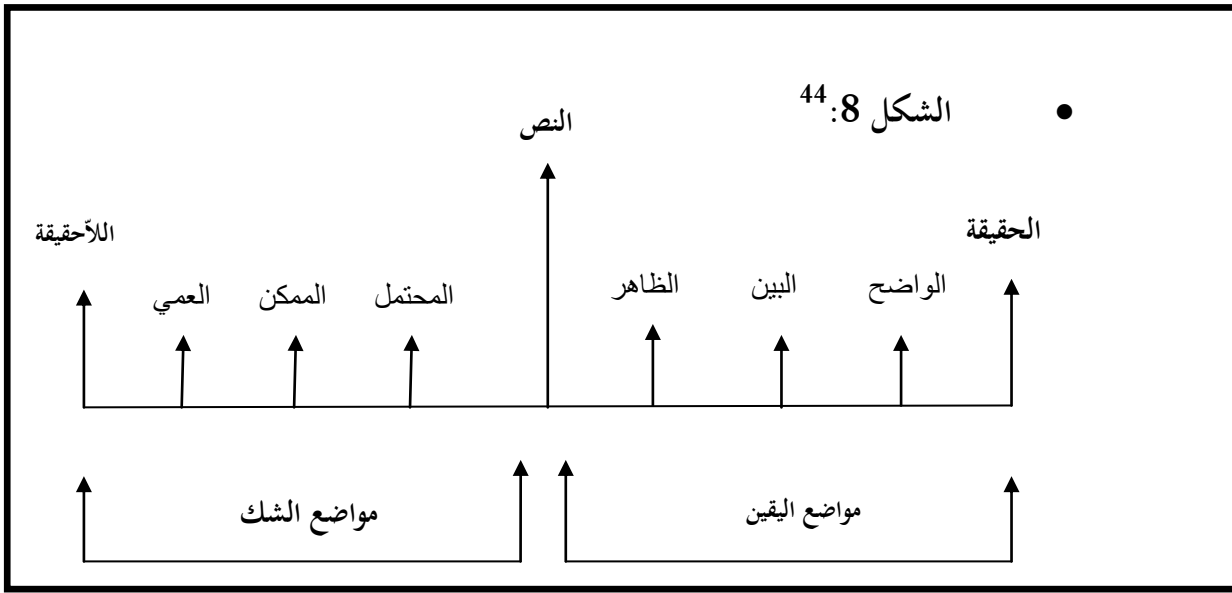 • الشكل 8:44
النص
الحقيقة
اللاّحقيقة
الواضح البين الظاهر المحتمل الممكن العمي
مواضع اليقين مواضع الشك